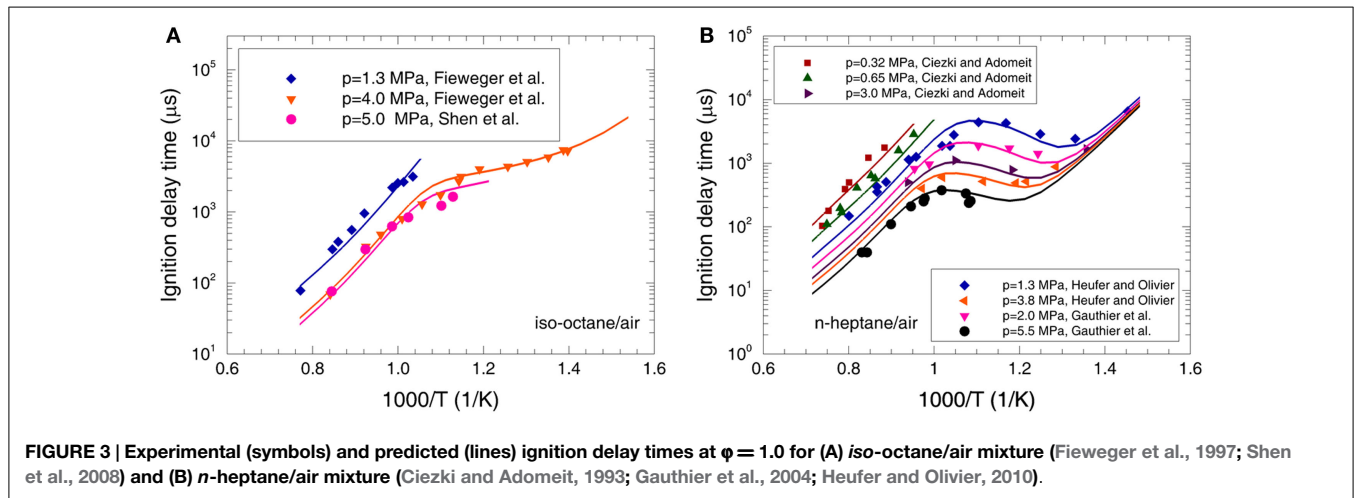 A
10^5
10^4
10^3
10^2
10^1
Ignition delay time (μs)
p=1.3 MPa, Fieweger et al.
p=4.0 MPa, Fieweger et al.
p=5.0 MPa, Shen et al.
iso-octane/air
0.6 0.8 1.0 1.2 1.4 1.6
1000/T (1/K)
B
10^5
10^4
10^3
10^2
10^1
10^0
Ignition delay time (μs)
p=0.32 MPa, Ciezki and Adomeit
p=0.65 MPa, Ciezki and Adomeit
p=3.0 MPa, Ciezki and Adomeit
p=1.3 MPa, Heufer and Olivier
p=3.8 MPa, Heufer and Olivier
p=2.0 MPa, Gauthier et al.
p=5.5 MPa, Gauthier et al.
n-heptane/air
0.6 0.8 1.0 1.2 1.4 1.6
1000/T (1/K)
FIGURE 3 | Experimental (symbols) and predicted (lines) ignition delay times at φ = 1.0 for (A) iso-octane/air mixture (Fieweger et al., 1997; Shen
et al., 2008) and (B) n-heptane/air mixture (Ciezki and Adomeit, 1993; Gauthier et al., 2004; Heufer and Olivier, 2010).